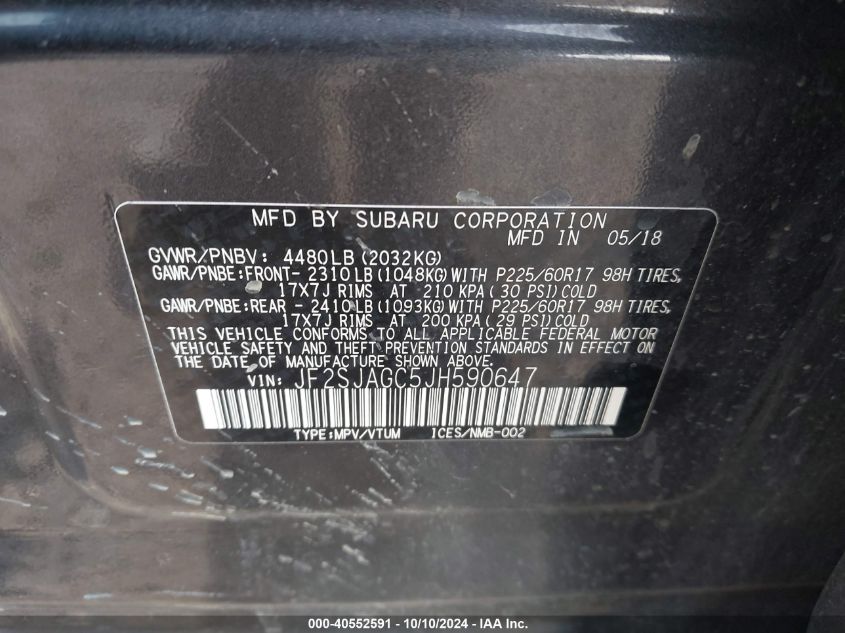 MFD BY SUBARU CORPORATION
MFD IN 05/18
GVWR/PNBV: 4480LB (2032KG)
GAWR/PNBE:FRONT- 2310LB (1048KG) WITH P225/60R17 98H TIRES,
17X7J RIMS AT 210 KPA (30 PSI) COLD
GAWR/PNBE:REAR - 2410LB (1093KG) WITH P225/60R17 98H TIRES,
17X7J RIMS AT 200 KPA (29 PSI) COLD
THIS VEHICLE CONFORMS TO ALL APPLICABLE FEDERAL MOTOR
VEHICLE SAFETY AND THEFT PREVENTION STANDARDS IN EFFECT ON
THE DATE OF MANUFACTURE SHOWN ABOVE.
VIN: JF2SJAGC5JH590647
TYPE:MPV/VTUM ICES/NMB-002
000-40552591 - 10/10/2024 - IAA Inc.